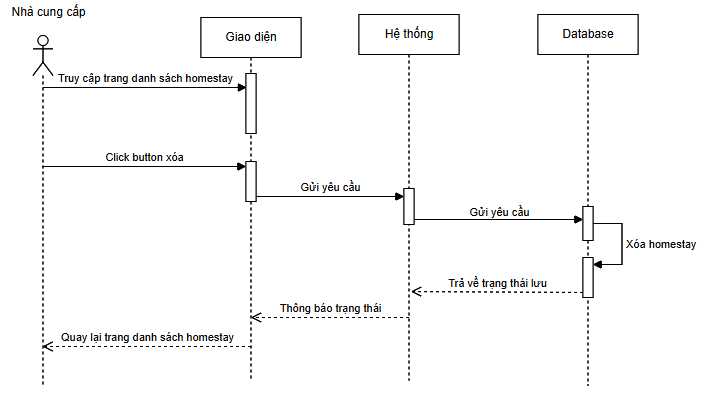 Nhà cung cấp
Giao diện
Hệ thống
Database
Truy cập trang danh sách homestay
Click button xóa
Gửi yêu cầu
Gửi yêu cầu
Xóa homestay
Trả về trạng thái lưu
Thông báo trạng thái
Quay lại trang danh sách homestay